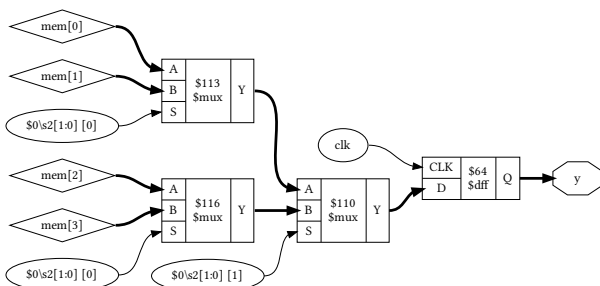 mem[0]
mem[1]
$0\s2[1:0] [0]
A
B
S
$113
$mux
Y
mem[2]
mem[3]
$0\s2[1:0] [0]
A
B
S
$116
$mux
Y
$0\s2[1:0] [1]
A
B
S
$110
$mux
Y
clk
CLK
D
$64
$dff
Q
y